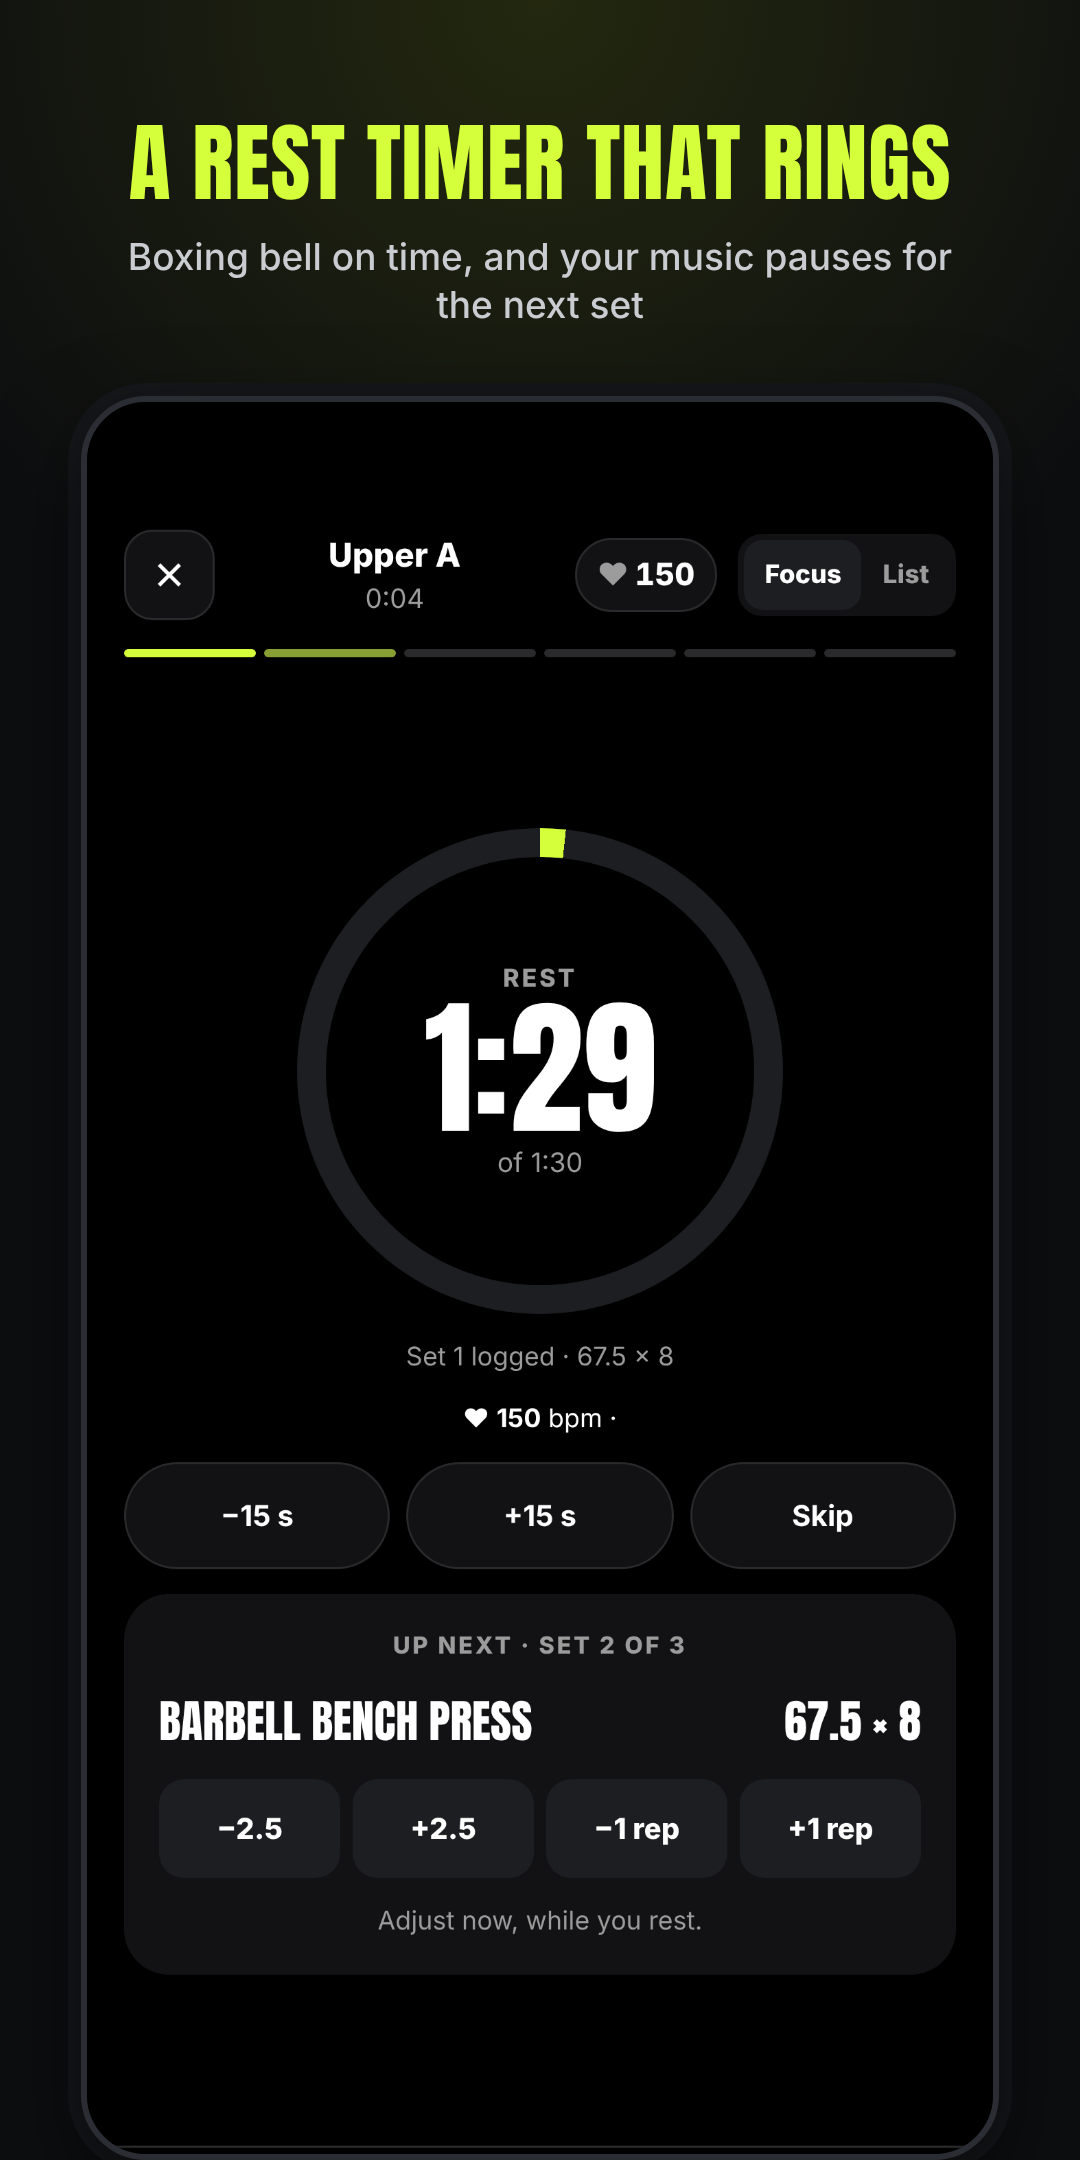 A REST TIMER THAT RINGS
Boxing bell on time, and your music pauses for
the next set
Upper A
0:04
150
Focus
List
REST
1:29
of 1:30
Set 1 logged · 67.5 × 8
150 bpm ·
−15 s
+15 s
Skip
UP NEXT · SET 2 OF 3
BARBELL BENCH PRESS
67.5 × 8
−2.5
+2.5
−1 rep
+1 rep
Adjust now, while you rest.